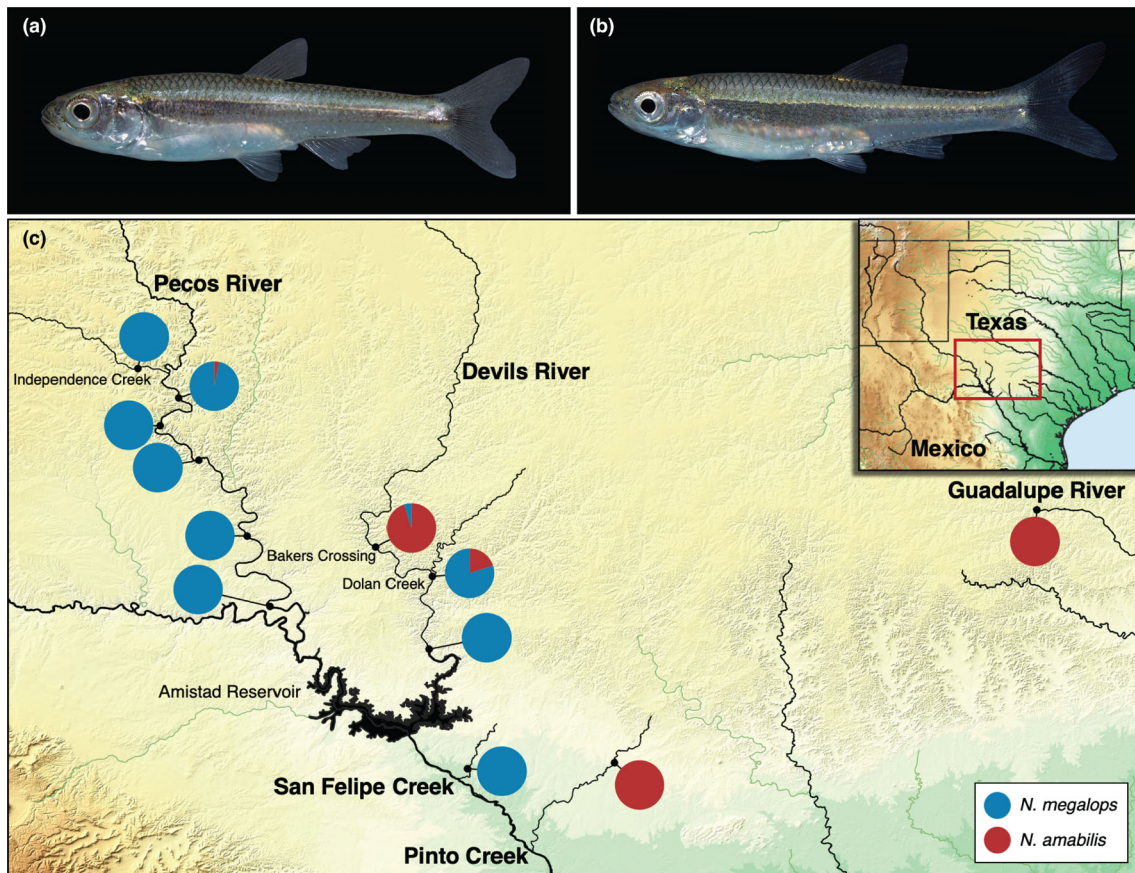 (a)
(b)
(c)
Pecos River
Independence Creek
Devils River
Bakers Crossing
Dolan Creek
Amistad Reservoir
San Felipe Creek
Pinto Creek
Texas
Mexico
Guadalupe River
N. megalops
N. amabilis